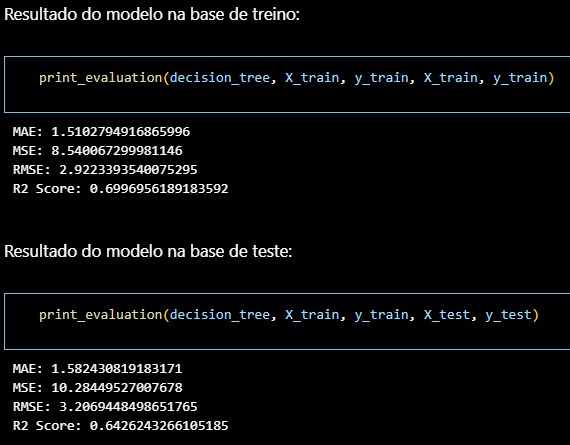 Resultado do modelo na base de treino:
print_evaluation(decision_tree, X_train, y_train, X_train, y_train)
MAE: 1.5102794916865996
MSE: 8.540067299981146
RMSE: 2.9223393540075295
R2 Score: 0.6996956189183592
Resultado do modelo na base de teste:
print_evaluation(decision_tree, X_train, y_train, X_test, y_test)
MAE: 1.582430819183171
MSE: 10.28449527007678
RMSE: 3.2069448498651765
R2 Score: 0.6426243266105185